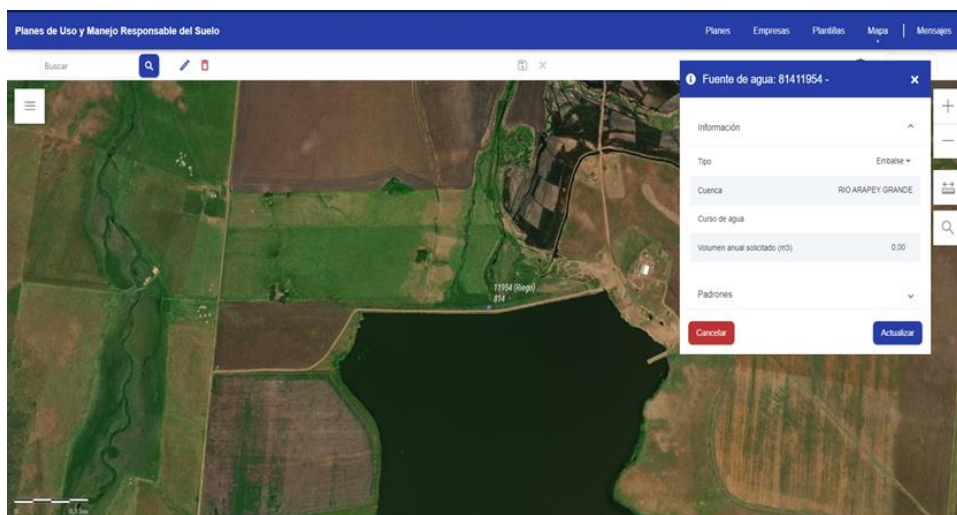 Planes de Uso y Manejo Responsable del Suelo
Planes Empresas Plantillas Mapa Mensajes
Buscar
Fuente de agua: 81411954 -
Información
Tipo Embalse
Cuenca RIO ARAPEY GRANDE
Curso de agua
Volumen anual solicitado (m3) 0,00
Padrones
Cancelar Actualizar
11954 (Riego)
814
0